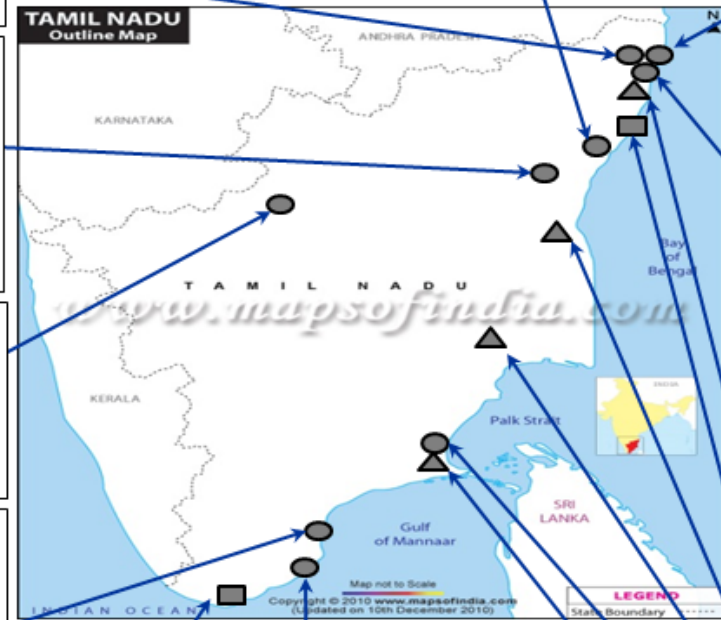 TAMIL NADU
Outline Map
N
ANDHRA PRADESH
KARNATAKA
Bay
of
Bengal
TAMIL NADU
www.mapsofindia.com
INDIA
KERALA
Palk Strait
SRI
LANKA
Gulf
of Mannaar
Map not to Scale
LEGEND
Copyright © 2010 www.mapsofindia.com
(Updated on 10th December 2010)
State Boundary
INDIAN OCEAN